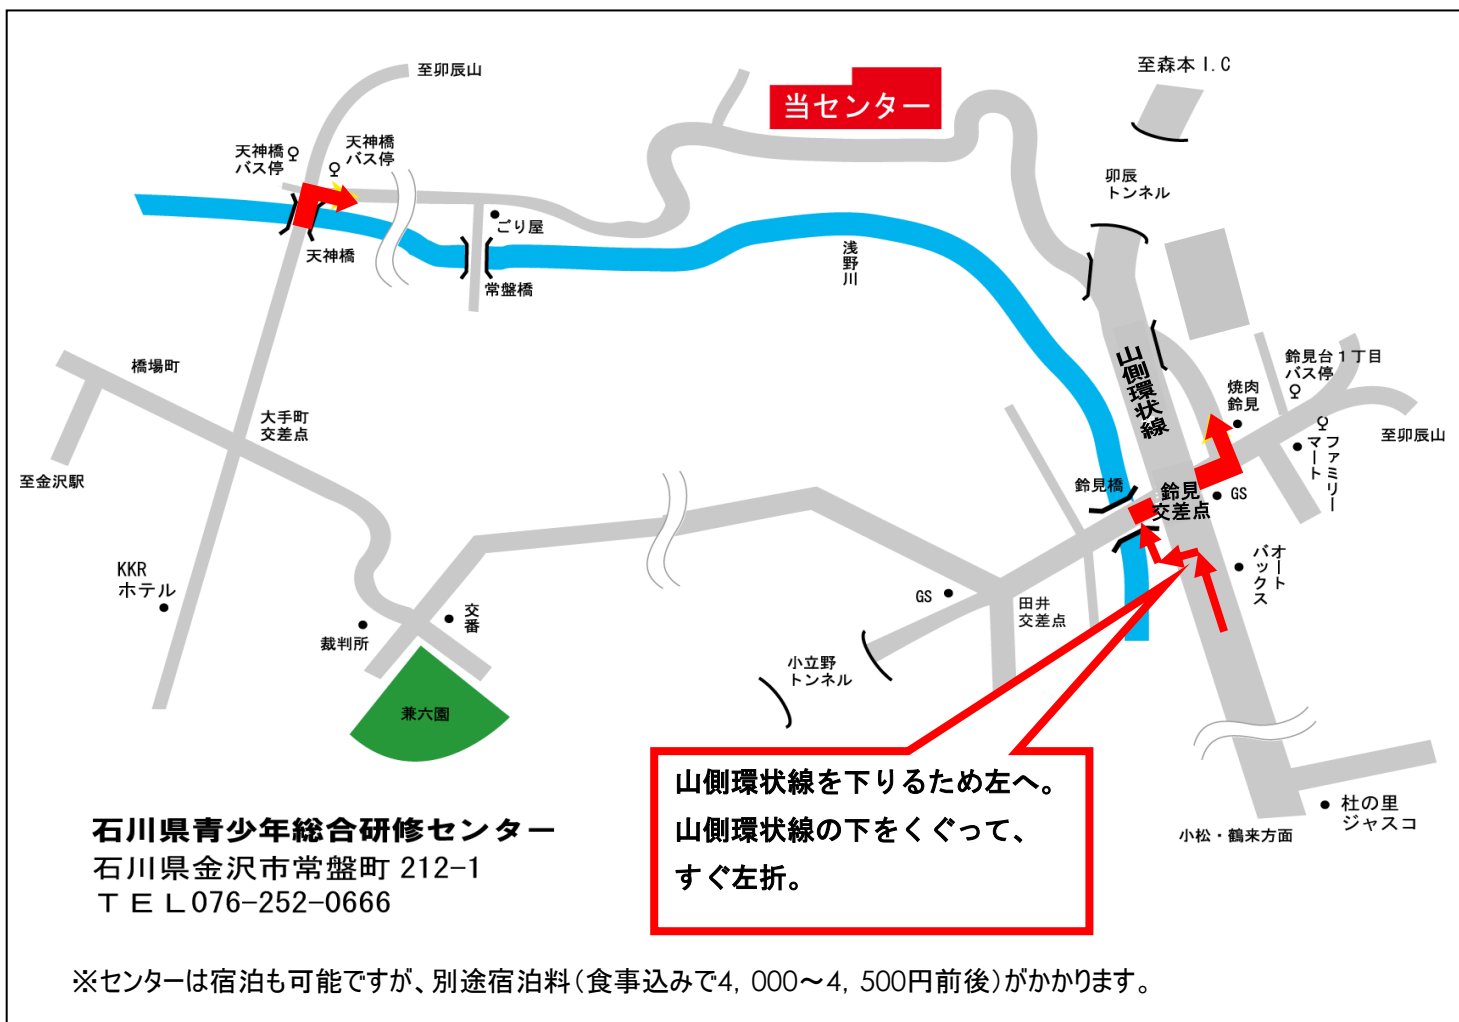 至卯辰山
当センター
至森本 I.C
天神橋
バス停
天神橋
バス停
卯辰
トンネル
ごり屋
天神橋
浅野川
常盤橋
橋場町
山側環状線
鈴見台1丁目
バス停
焼肉
鈴見
大手町
交差点
至卯辰山
ファミリー
マート
至金沢駅
鈴見橋
鈴見
交差点
GS
オート
バックス
KKR
ホテル
GS
田井
交差点
交番
裁判所
小立野
トンネル
兼六園
山側環状線を下りるため左へ。
山側環状線の下をくぐって、
すぐ左折。
杜の里
ジャスコ
小松・鶴来方面
石川県青少年総合研修センター
石川県金沢市常盤町 212-1
TEL076-252-0666
※センターは宿泊も可能ですが、別途宿泊料(食事込みで4,000～4,500円前後)がかかります。